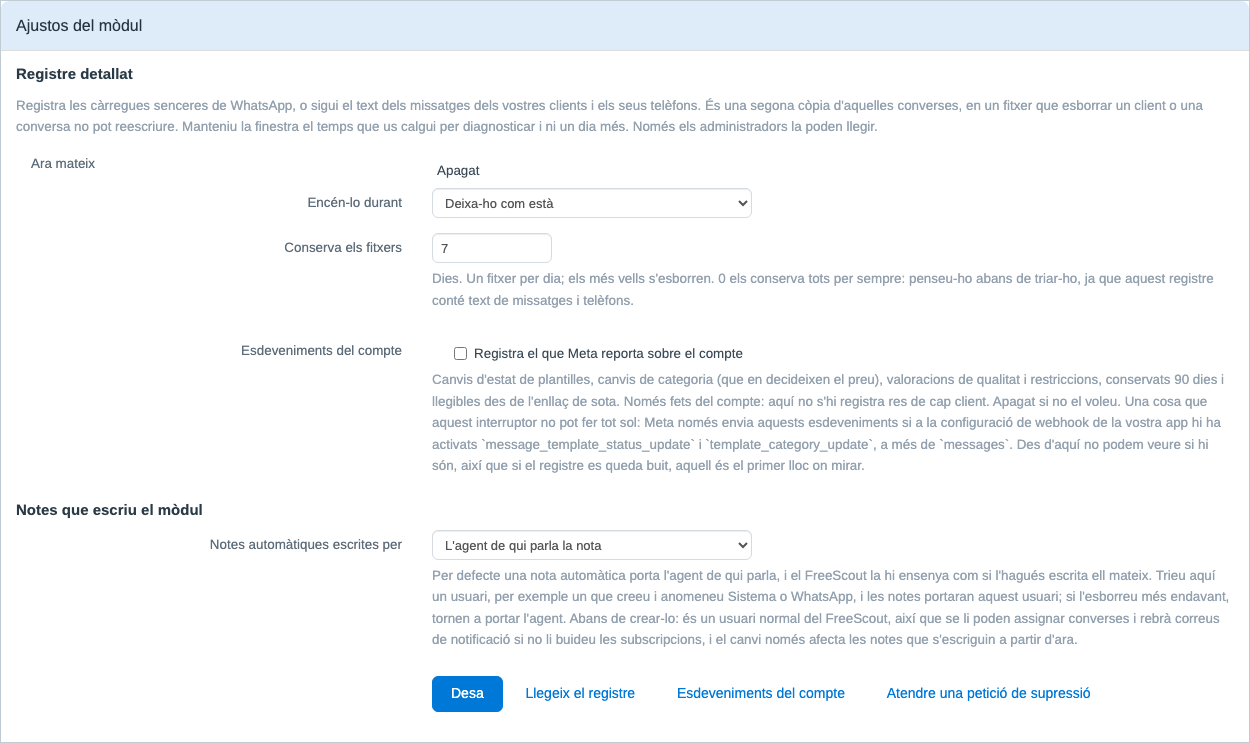 Ajustos del mòdul
Registre detallat
Registra les càrregues senceres de WhatsApp, o sigui el text dels missatges dels vostres clients i els seus telèfons. És una segona còpia d'aquelles converses, en un fitxer que esborrar un client o una
conversa no pot reescriure. Manteniu la finestra el temps que us calgui per diagnosticar i ni un dia més. Només els administradors la poden llegir.
Ara mateix
Apagat
Encén-lo durant
Deixa-ho com està
Conserva els fitxers
7
Dies. Un fitxer per dia; els més vells s'esborren. 0 els conserva tots per sempre: penseu-ho abans de triar-ho, ja que aquest registre
conté text de missatges i telèfons.
Esdeveniments del compte
Registra el que Meta reporta sobre el compte
Canvis d'estat de plantilles, canvis de categoria (que en decideixen el preu), valoracions de qualitat i restriccions, conservats 90 dies i
llegibles des de l'enllaç de sota. Només fets del compte: aquí no s'hi registra res de cap client. Apagat si no el voleu. Una cosa que
aquest interruptor no pot fer tot sol: Meta només envia aquests esdeveniments si a la configuració de webhook de la vostra app hi ha
activats `message_template_status_update` i `template_category_update`, a més de `messages`. Des d'aquí no podem veure si hi
són, així que si el registre es queda buit, aquell és el primer lloc on mirar.
Notes que escriu el mòdul
Notes automàtiques escrites per
L'agent de qui parla la nota
Per defecte una nota automàtica porta l'agent de qui parla, i el FreeScout la hi ensenya com si l'hagués escrita ell mateix. Trieu aquí
un usuari, per exemple un que creeu i anomeneu Sistema o WhatsApp, i les notes portaran aquest usuari; si l'esborreu més endavant,
tornen a portar l'agent. Abans de crear-lo: és un usuari normal del FreeScout, així que se li poden assignar converses i rebrà correus
de notificació si no li buideu les subscripcions, i el canvi només afecta les notes que s'escriguin a partir d'ara.
Desa
Llegeix el registre
Esdeveniments del compte
Atendre una petició de supressió